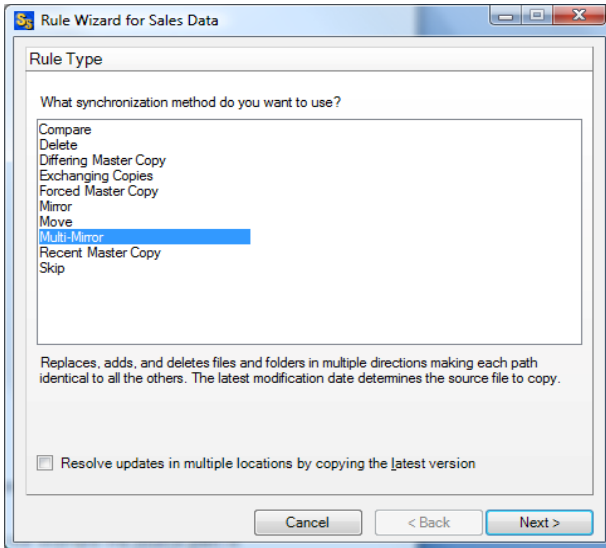 Rule Wizard for Sales Data
Rule Type
What synchronization method do you want to use?
Compare
Delete
Differing Master Copy
Exchanging Copies
Forced Master Copy
Mirror
Move
Multi-Mirror
Recent Master Copy
Skip
Replaces, adds, and deletes files and folders in multiple directions making each path
identical to all the others. The latest modification date determines the source file to copy.
Resolve updates in multiple locations by copying the latest version
Cancel
< Back
Next >